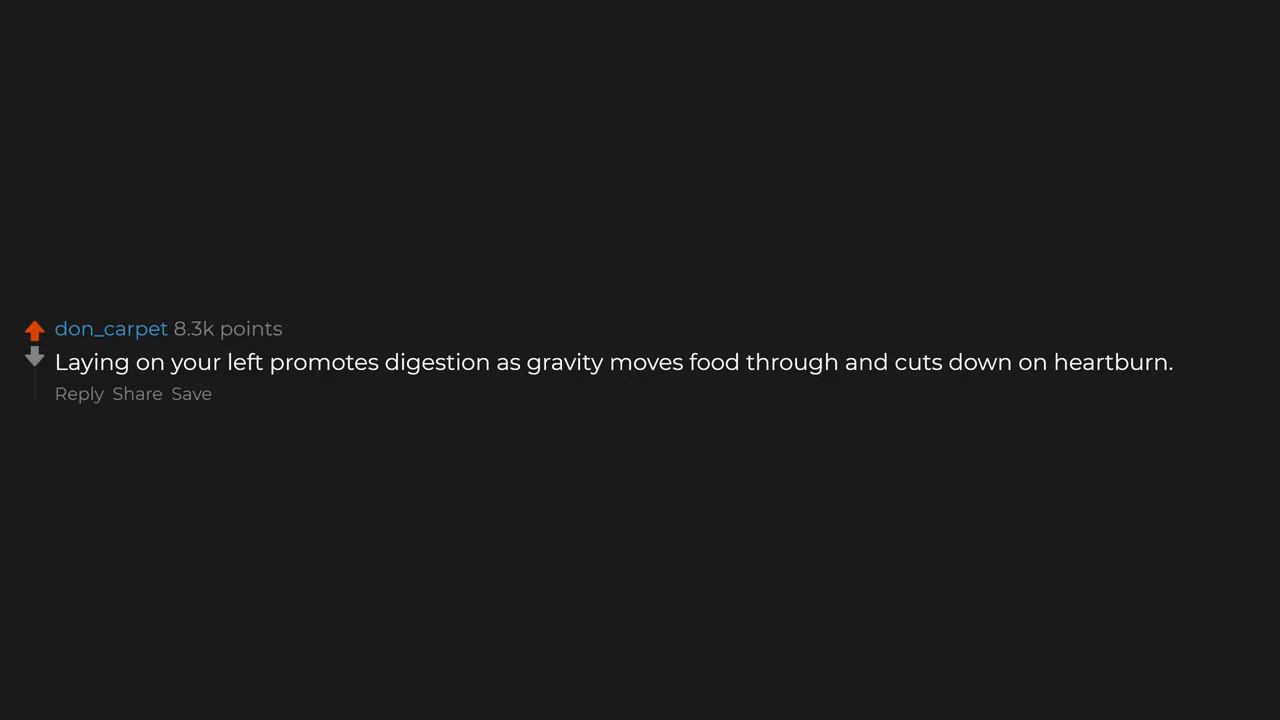 don_carpet 8.3k points
Laying on your left promotes digestion as gravity moves food through and cuts down on heartburn.
Reply Share Save